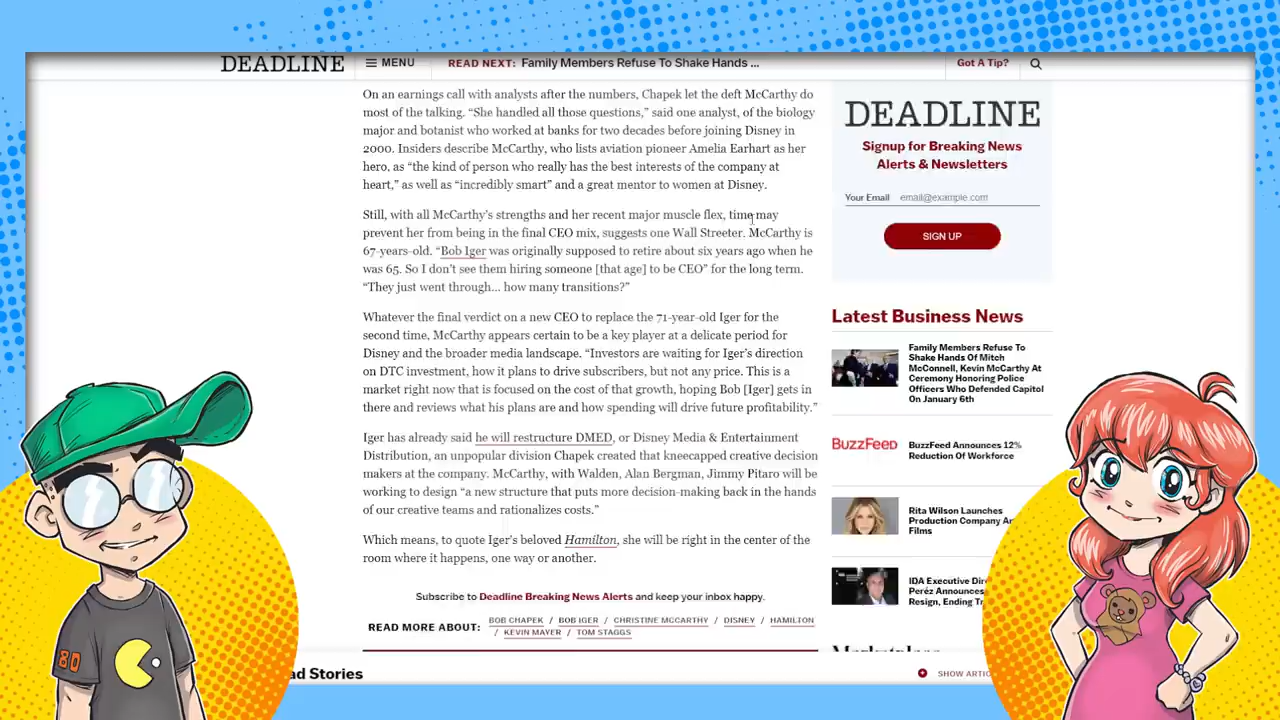 DEADLINE
MENU
READ NEXT: Family Members Refuse To Shake Hands ...
Got A Tip?
On an earnings call with analysts after the numbers, Chapek let the deft McCarthy do
most of the talking. “She handled all those questions,” said one analyst, of the biology
major and botanist who worked at banks for two decades before joining Disney in
2000. Insiders describe McCarthy, who lists aviation pioneer Amelia Earhart as her
hero, as “the kind of person who really has the best interests of the company at
heart,” as well as “incredibly smart” and a great mentor to women at Disney.
Still, with all McCarthy’s strengths and her recent major muscle flex, time may
prevent her from being in the final CEO mix, suggests one Wall Streeter. McCarthy is
67-years-old. “Bob Iger was originally supposed to retire about six years ago when he
was 65. So I don’t see them hiring someone [that age] to be CEO” for the long term.
“They just went through... how many transitions?”
Whatever the final verdict on a new CEO to replace the 71-year-old Iger for the
second time, McCarthy appears certain to be a key player at a delicate period for
Disney and the broader media landscape. “Investors are waiting for Iger’s direction
on DTC investment, how it plans to drive subscribers, but not any price. This is a
market right now that is focused on the cost of that growth, hoping Bob [Iger] gets in
there and reviews what his plans are and how spending will drive future profitability.”
Iger has already said he will restructure DMED, or Disney Media & Entertainment
Distribution, an unpopular division Chapek created that kneecapped creative decision
makers at the company. McCarthy, with Walden, Alan Bergman, Jimmy Pitaro will be
working to design “a new structure that puts more decision-making back in the hands
of our creative teams and rationalizes costs.”
Which means, to quote Iger’s beloved Hamilton, she will be right in the center of the
room where it happens, one way or another.
Subscribe to Deadline Breaking News Alerts and keep your inbox happy.
READ MORE ABOUT: BOB CHAPEK / BOB IGER / CHRISTINE MCCARTHY / DISNEY / HAMILTON
/ KEVIN MAYER / TOM STAGGS
DEADLINE
Signup for Breaking News
Alerts & Newsletters
Your Email email@example.com
SIGN UP
Latest Business News
Family Members Refuse To
Shake Hands Of Mitch
McConnell, Kevin McCarthy At
Ceremony Honoring Police
Officers Who Defended Capitol
On January 6th
BuzzFeed
BuzzFeed Announces 12%
Reduction Of Workforce
Rita Wilson Launches
Production Company
Films
IDA Executive
Peréz Announces
Resign, Ending
Stories
SHOW
80